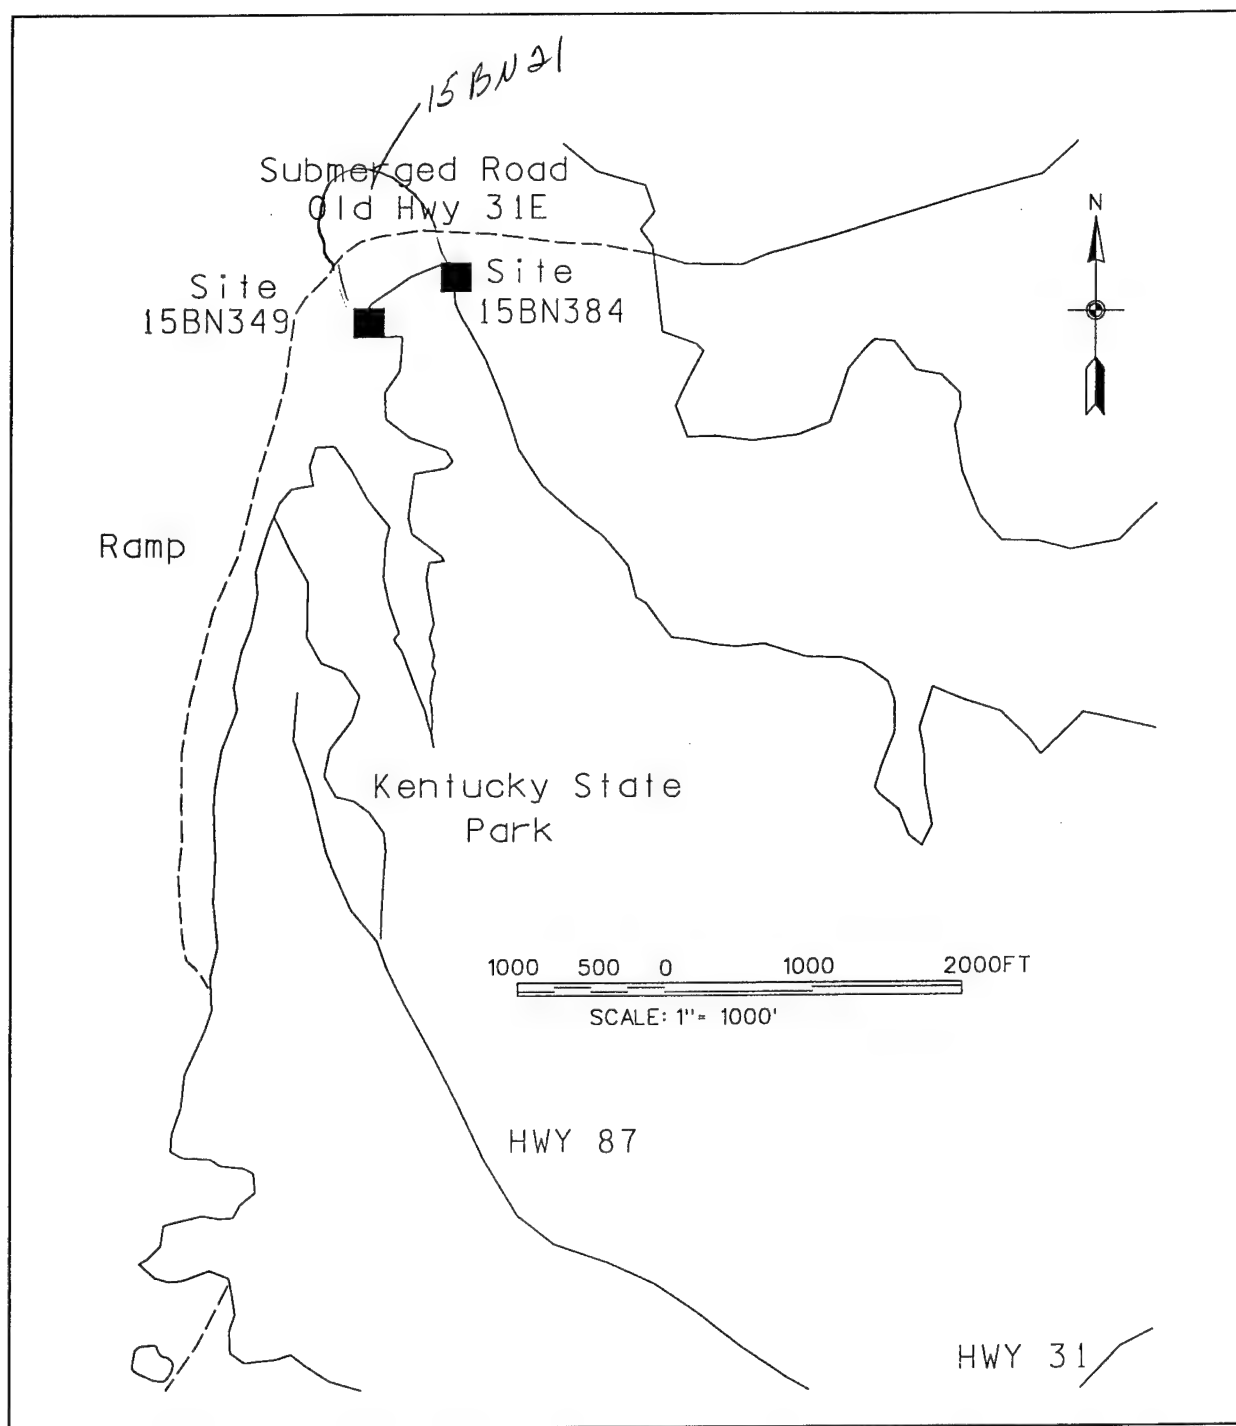 15BN21
Submerged Road
Old Hwy 31E
N
Site
15BN349
Site
15BN384
Ramp
Kentucky State
Park
1000 500 0 1000 2000FT
SCALE: 1"= 1000'
HWY 87
HWY 31